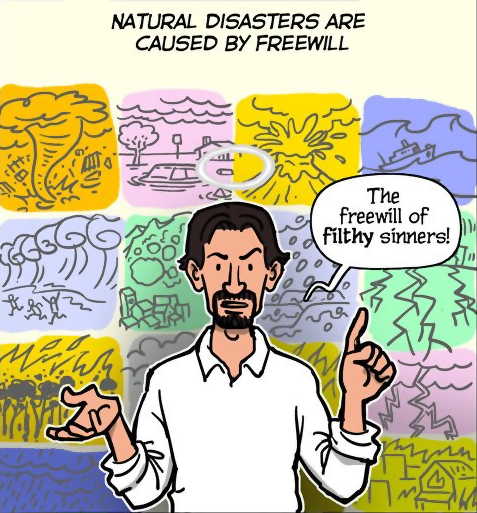 NATURAL DISASTERS ARE
CAUSED BY FREEWILL
The
freewill of
filthy sinners!